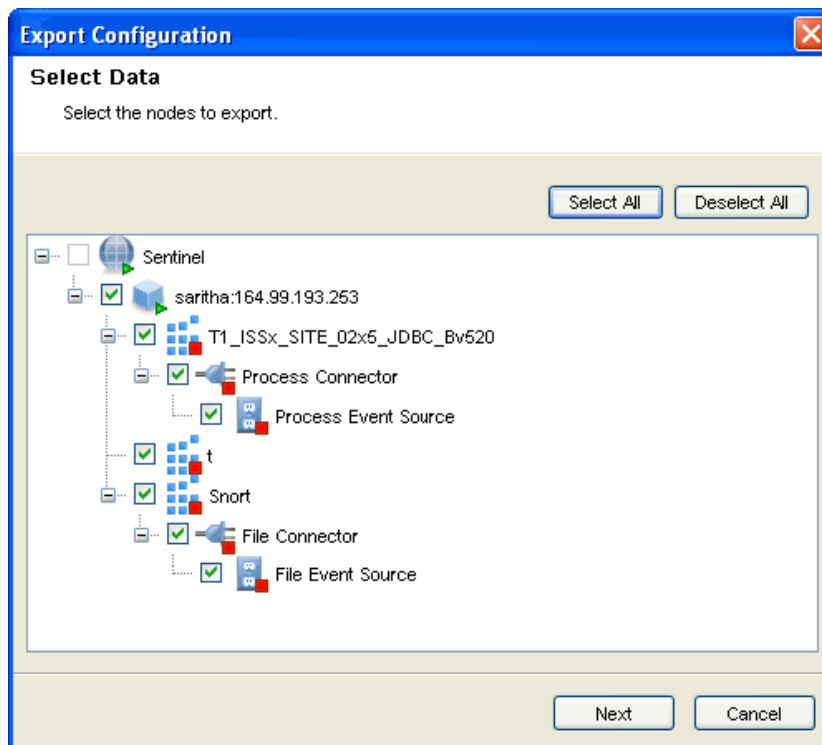 Export Configuration
Select Data
Select the nodes to export.
Select All Deselect All
Sentinel
saritha:164.99.193.253
T1_ISSx_SITE_02x5_JDBC_Bv520
Process Connector
Process Event Source
t
Snort
File Connector
File Event Source
Next Cancel